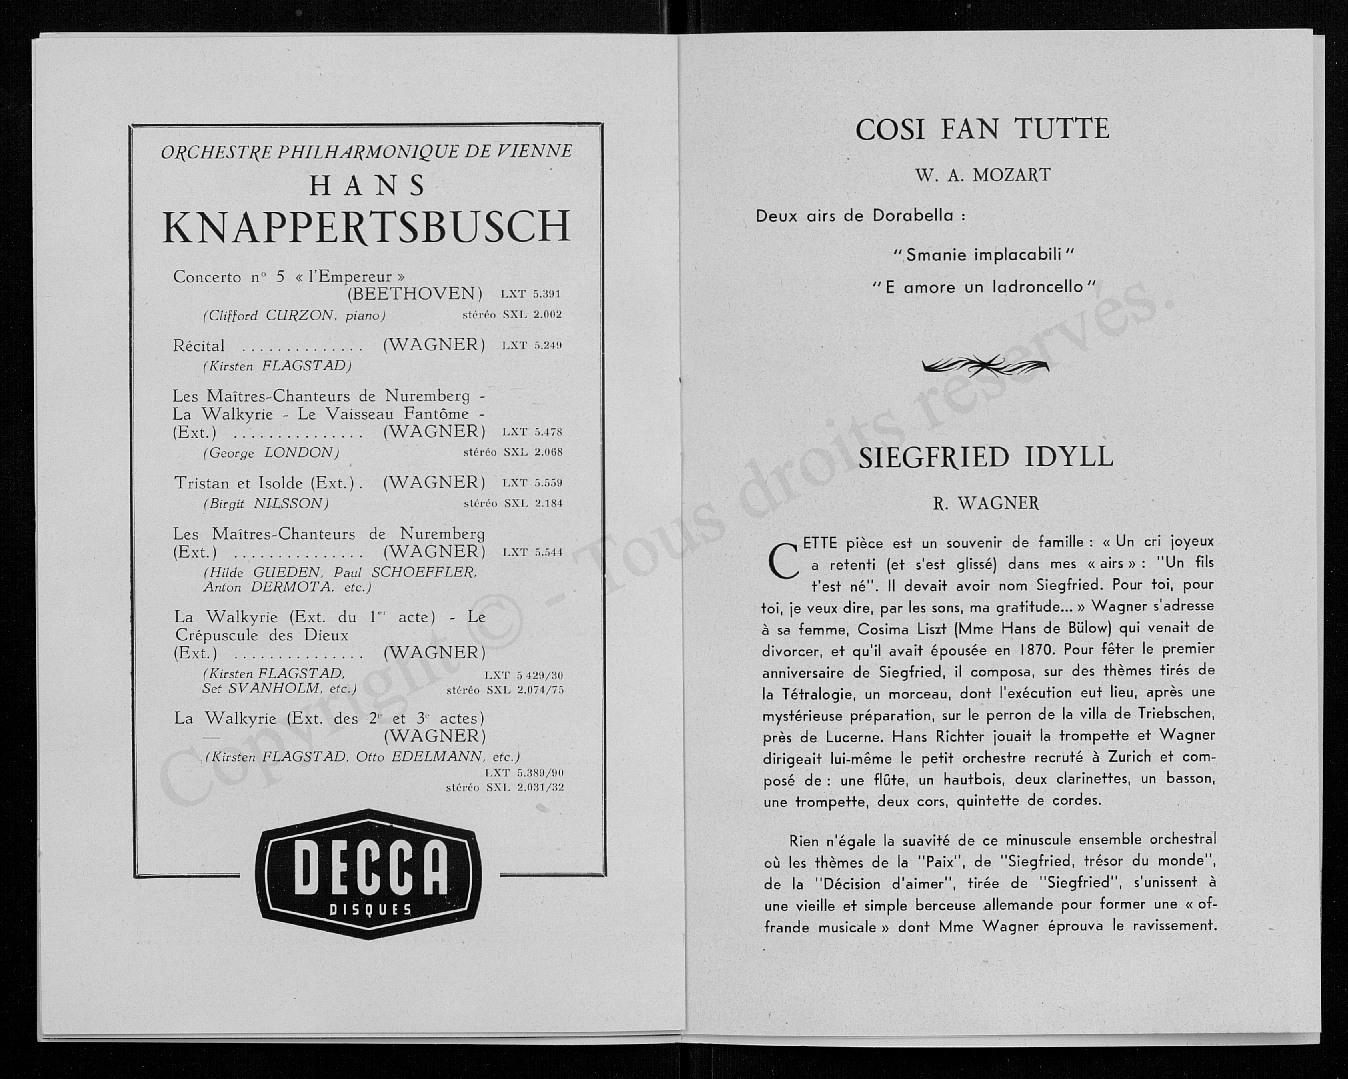 ORCHESTRE PHILHARMONIQUE DE VIENNE
HANS
KNAPPERTSBUSCH
Concerto n° 5 « l'Empereur »
(BEETHOVEN) LXT 5.391
(Clifford CURZON, piano) stéréo SXL 2.002
Récital .............. (WAGNER) LXT 5.249
(Kirsten FLAGSTAD)
Les Maîtres-Chanteurs de Nuremberg -
La Walkyrie - Le Vaisseau Fantôme -
(Ext.) ............... (WAGNER) LXT 5.478
(George LONDON) stéréo SXL 2.068
Tristan et Isolde (Ext.). (WAGNER) LXT 5.559
(Birgit NILSSON) stéréo SXL 2.184
Les Maîtres-Chanteurs de Nuremberg
(Ext.) ............... (WAGNER) LXT 5.544
(Hilde GUEDEN, Paul SCHOEFFLER,
Anton DERMOTA, etc.)
La Walkyrie (Ext. du 1er acte) - Le
Crépuscule des Dieux
(Ext.) ............... (WAGNER)
(Kirsten FLAGSTAD, LXT 5 429/30
Set SVANHOLM, etc.) stéréo SXL 2.074/75
La Walkyrie (Ext. des 2e et 3e actes)
— (WAGNER)
(Kirsten FLAGSTAD, Otto EDELMANN, etc.)
LXT 5.389/90
stéréo SXL 2.031/32
DECCA
DISQUES
COSI FAN TUTTE
W. A. MOZART
Deux airs de Dorabella :
"Smanie implacabili"
"E amore un ladroncello"
SIEGFRIED IDYLL
R. WAGNER
CETTE pièce est un souvenir de famille : « Un cri joyeux
a retenti (et s'est glissé) dans mes « airs » : "Un fils
t'est né". Il devait avoir nom Siegfried. Pour toi, pour
toi, je veux dire, par les sons, ma gratitude... » Wagner s'adresse
à sa femme, Cosima Liszt (Mme Hans de Bülow) qui venait de
divorcer, et qu'il avait épousée en 1870. Pour fêter le premier
anniversaire de Siegfried, il composa, sur des thèmes tirés de
la Tétralogie, un morceau, dont l'exécution eut lieu, après une
mystérieuse préparation, sur le perron de la villa de Triebschen,
près de Lucerne. Hans Richter jouait la trompette et Wagner
dirigeait lui-même le petit orchestre recruté à Zurich et com-
posé de : une flûte, un hautbois, deux clarinettes, un basson,
une trompette, deux cors, quintette de cordes.
Rien n'égale la suavité de ce minuscule ensemble orchestral
où les thèmes de la "Paix", de "Siegfried, trésor du monde",
de la "Décision d'aimer", tirée de "Siegfried", s'unissent à
une vieille et simple berceuse allemande pour former une « of-
frande musicale » dont Mme Wagner éprouva le ravissement.
Copyright © - Tous droits réservés.